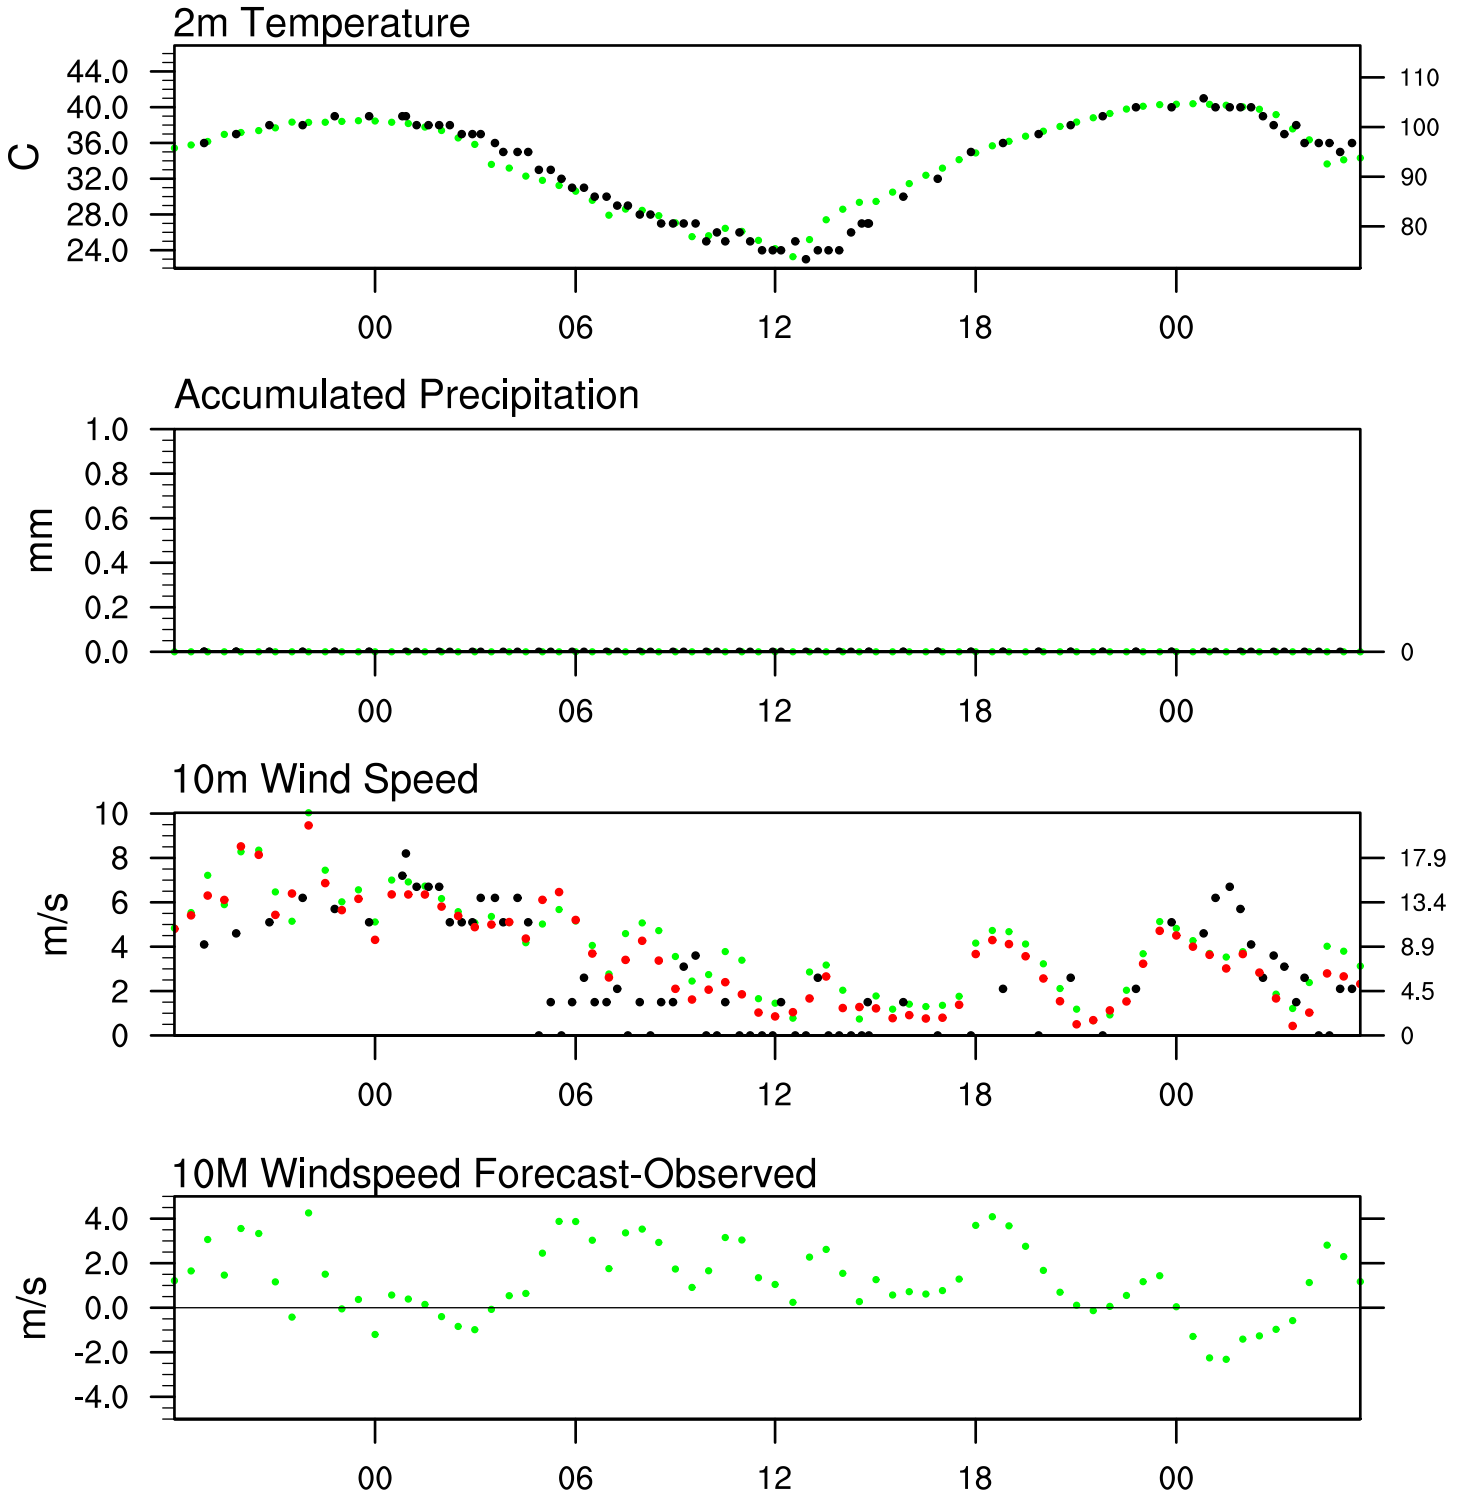 2m Temperature
44.0
40.0
36.0
32.0
28.0
24.0
C
110
100
90
80
00 06 12 18 00
Accumulated Precipitation
1.0
0.8
0.6
0.4
0.2
0.0
mm
0
00 06 12 18 00
10m Wind Speed
10
8
6
4
2
0
m/s
17.9
13.4
8.9
4.5
0
00 06 12 18 00
10M Windspeed Forecast-Observed
4.0
2.0
0.0
-2.0
-4.0
m/s
00 06 12 18 00